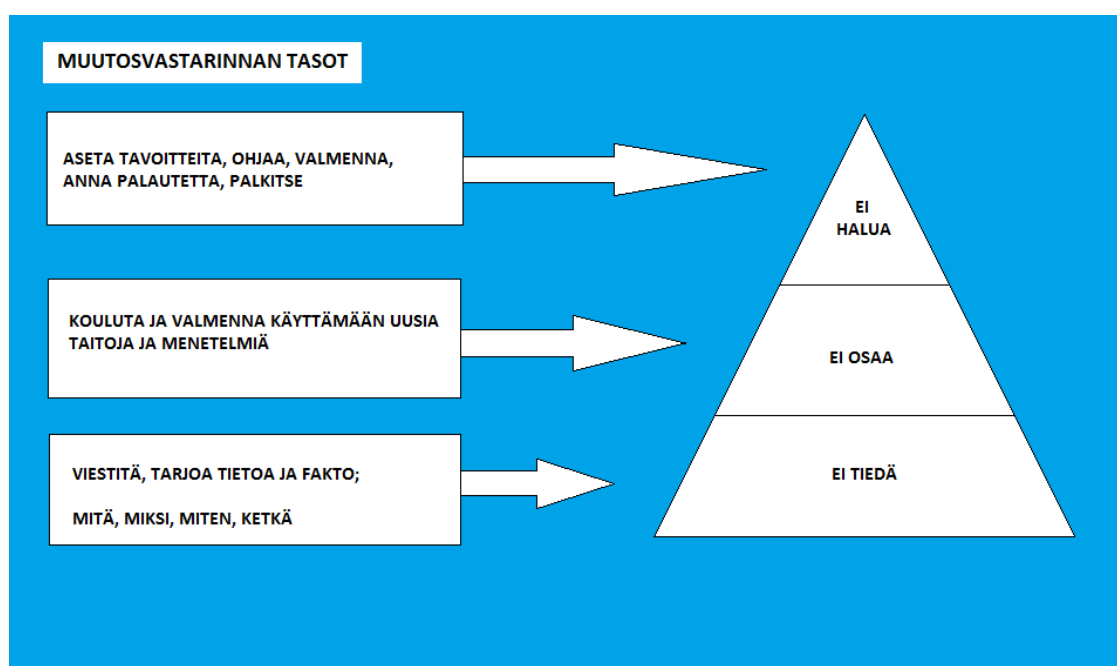 MUUTOSVASTARINNAN TASOT
ASETA TAVOITTEITA, OHJAA, VALMENNA,
ANNA PALAUTETTA, PALKITSE
EI
HALUA
KOULUTA JA VALMENNA KÄYTTÄMÄÄN UUSIA
TAITOJA JA MENETELMIÄ
EI OSAA
VIESTITÄ, TARJOA TIETOA JA FAKTO;
MITÄ, MIKSI, MITEN, KETKÄ
EI TIEDÄ